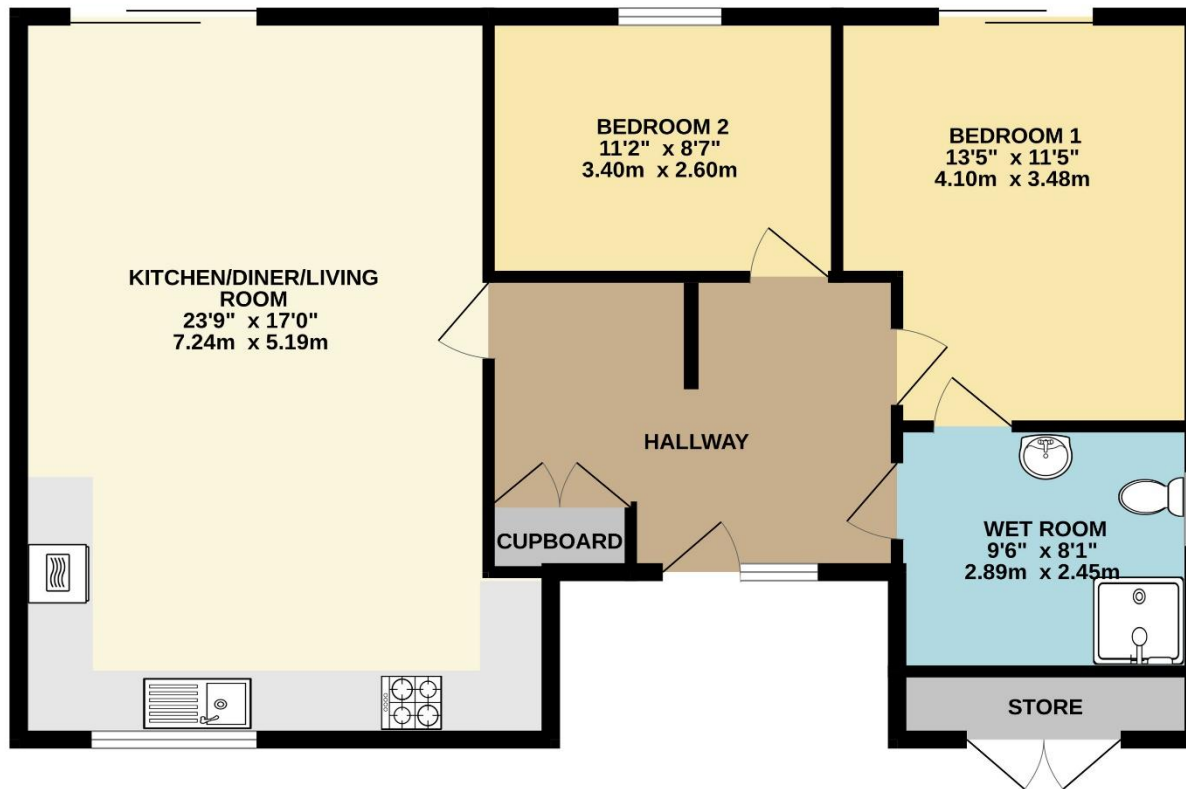 BEDROOM 2
11'2" x 8'7"
3.40m x 2.60m
BEDROOM 1
13'5" x 11'5"
4.10m x 3.48m
KITCHEN/DINER/LIVING
ROOM
23'9" x 17'0"
7.24m x 5.19m
HALLWAY
CUPBOARD
WET ROOM
9'6" x 8'1"
2.89m x 2.45m
STORE